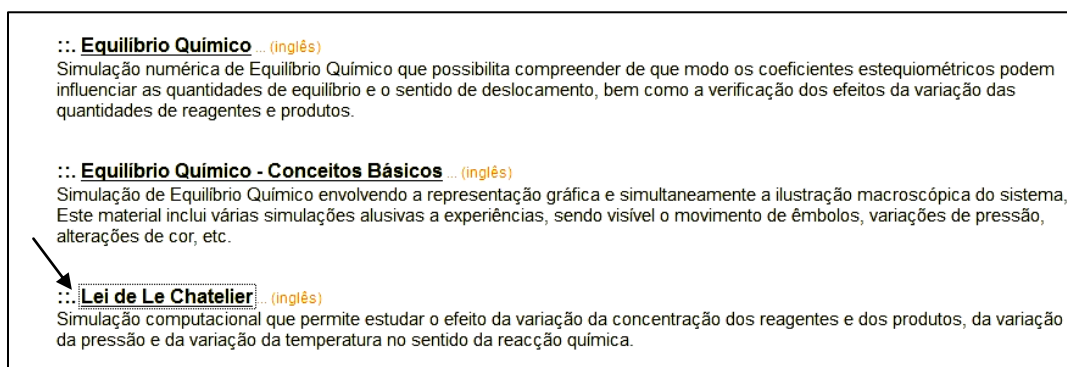 ::. Equilíbrio Químico ... (inglês)
Simulação numérica de Equilíbrio Químico que possibilita compreender de que modo os coeficientes estequiométricos podem
influenciar as quantidades de equilíbrio e o sentido de deslocamento, bem como a verificação dos efeitos da variação das
quantidades de reagentes e produtos.
::. Equilíbrio Químico - Conceitos Básicos ... (inglês)
Simulação de Equilíbrio Químico envolvendo a representação gráfica e simultaneamente a ilustração macroscópica do sistema,
Este material inclui várias simulações alusivas a experiências, sendo visível o movimento de êmbolos, variações de pressão,
alterações de cor, etc.
::. Lei de Le Chatelier ... (inglês)
Simulação computacional que permite estudar o efeito da variação da concentração dos reagentes e dos produtos, da variação
da pressão e da variação da temperatura no sentido da reacção química.